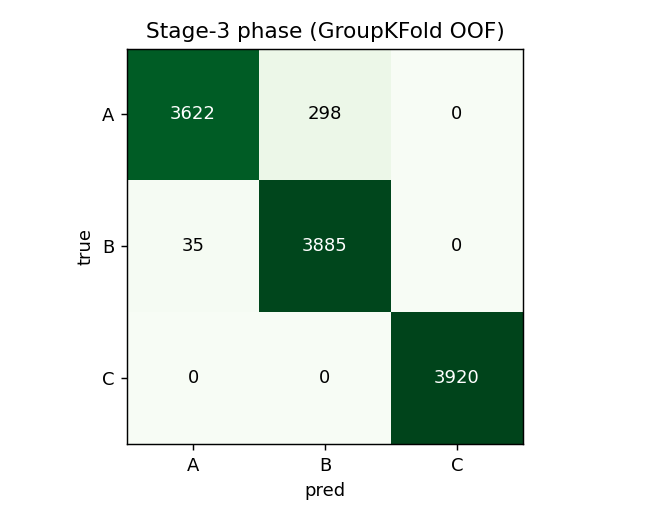 Stage-3 phase (GroupKFold OOF)
A 3622 298 0
true
B 35 3885 0
C 0 0 3920
A B C
pred